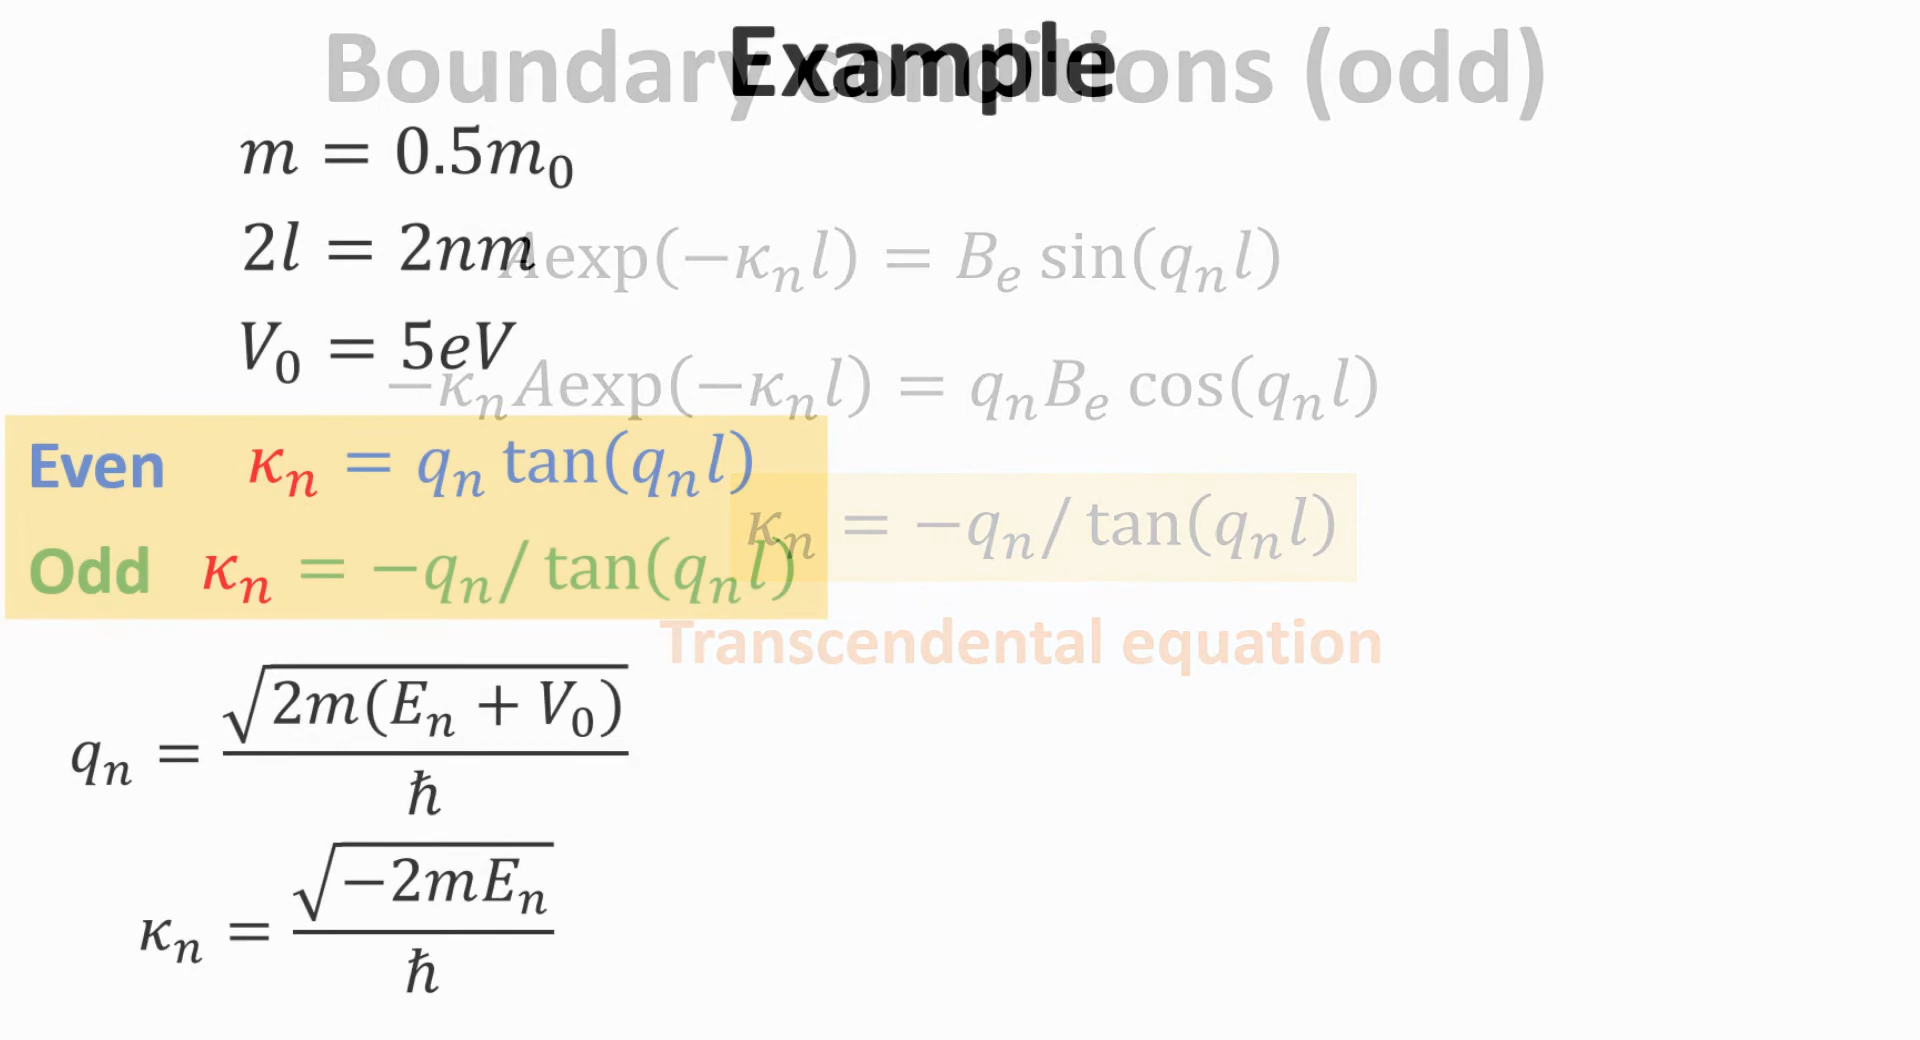 Boundary conditions (odd)
Example
m = 0.5m₀
2l = 2nm
Aexp(−κₙl) = Bₑ sin(qₙl)
V₀ = 5eV
−κₙAexp(−κₙl) = qₙBₑ cos(qₙl)
Even κₙ = qₙ tan(qₙl)
κₙ = −qₙ/ tan(qₙl)
Odd κₙ = −qₙ/ tan(qₙl)
Transcendental equation
qₙ = √(2m(Eₙ + V₀)) / ℏ
κₙ = √(−2mEₙ) / ℏ